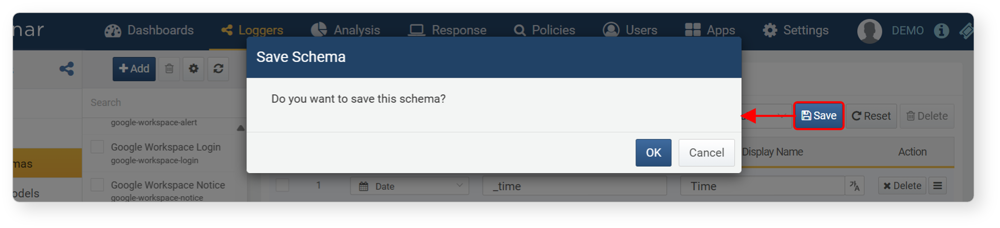 nar
Dashboards
Loggers
Analysis
Response
Policies
Users
Apps
Settings
DEMO
Add
Search
google-workspace-alert
Google Workspace Login
google-workspace-login
Google Workspace Notice
google-workspace-notice
mas
odels
Save Schema
Do you want to save this schema?
OK
Cancel
Save
Reset
Delete
Display Name
Action
1
Date
_time
Time
가A
Delete